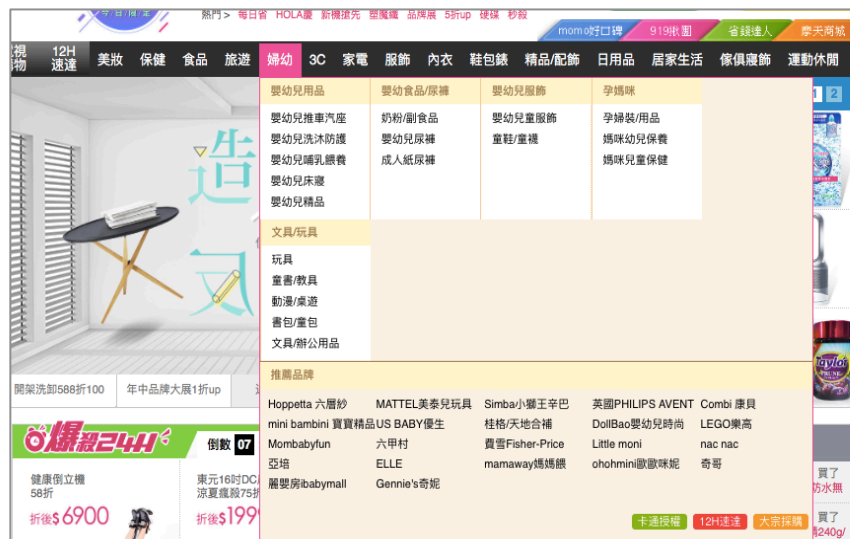 今日限定
熱門 > 每日省 HOLA慶 新機搶先 塑魔纖 品牌展 5折up 硬碟 秒殺
momo好口碑 919揪團 省錢達人 摩天商城
12H速達 美妝 保健 食品 旅遊 婦幼 3C 家電 服飾 內衣 鞋包錶 精品/配飾 日用品 居家生活 傢俱寢飾 運動休閒
嬰幼兒用品 嬰幼食品/尿褲 嬰幼兒服飾 孕媽咪
1 2
嬰幼兒推車汽座 奶粉/副食品 嬰幼兒童服飾 孕婦裝/用品
嬰幼兒洗沐防護 嬰幼兒尿褲 童鞋/童襪 媽咪幼兒保養
嬰幼兒哺乳餵養 成人紙尿褲 媽咪兒童保健
嬰幼兒床寢
嬰幼兒精品
造
文具/玩具
玩具
童書/教具
動漫/桌遊
書包/童包
文具/辦公用品
推薦品牌
開架洗卸588折100 年中品牌大展1折up
Hoppetta 六層紗 MATTEL美泰兒玩具 Simba小獅王辛巴 英國PHILIPS AVENT Combi 康貝
mini bambini 寶寶精品 US BABY優生 桂格/天地合補 DollBao嬰幼兒時尚 LEGO樂高
Mombabyfun 六甲村 費雪Fisher-Price Little moni nac nac
亞培 ELLE mamaway媽媽餵 ohohmini歐歐咪妮 奇哥
麗嬰房ibabymall Gennie's奇妮
爆殺24H 倒數 07
Taylor
PRUNE
健康倒立機 東元16吋DC
58折 涼夏瘋殺75折
折後$6900 折後$1999
卡通授權 12H速達 大宗採購
買了
防水無
買了
240g/